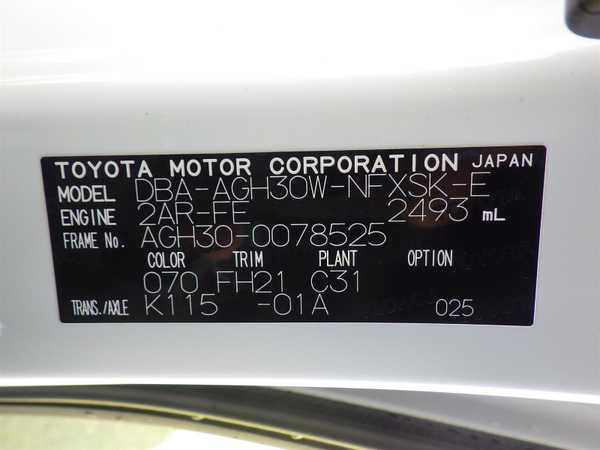 TOYOTA MOTOR CORPORATION JAPAN
MODEL DBA-AGH30W-NFXSK-E
ENGINE 2AR-FE 2493 mL
FRAME No. AGH30-0078525
COLOR TRIM PLANT OPTION
070 FH21 C31
TRANS./AXLE K115 -01A 025